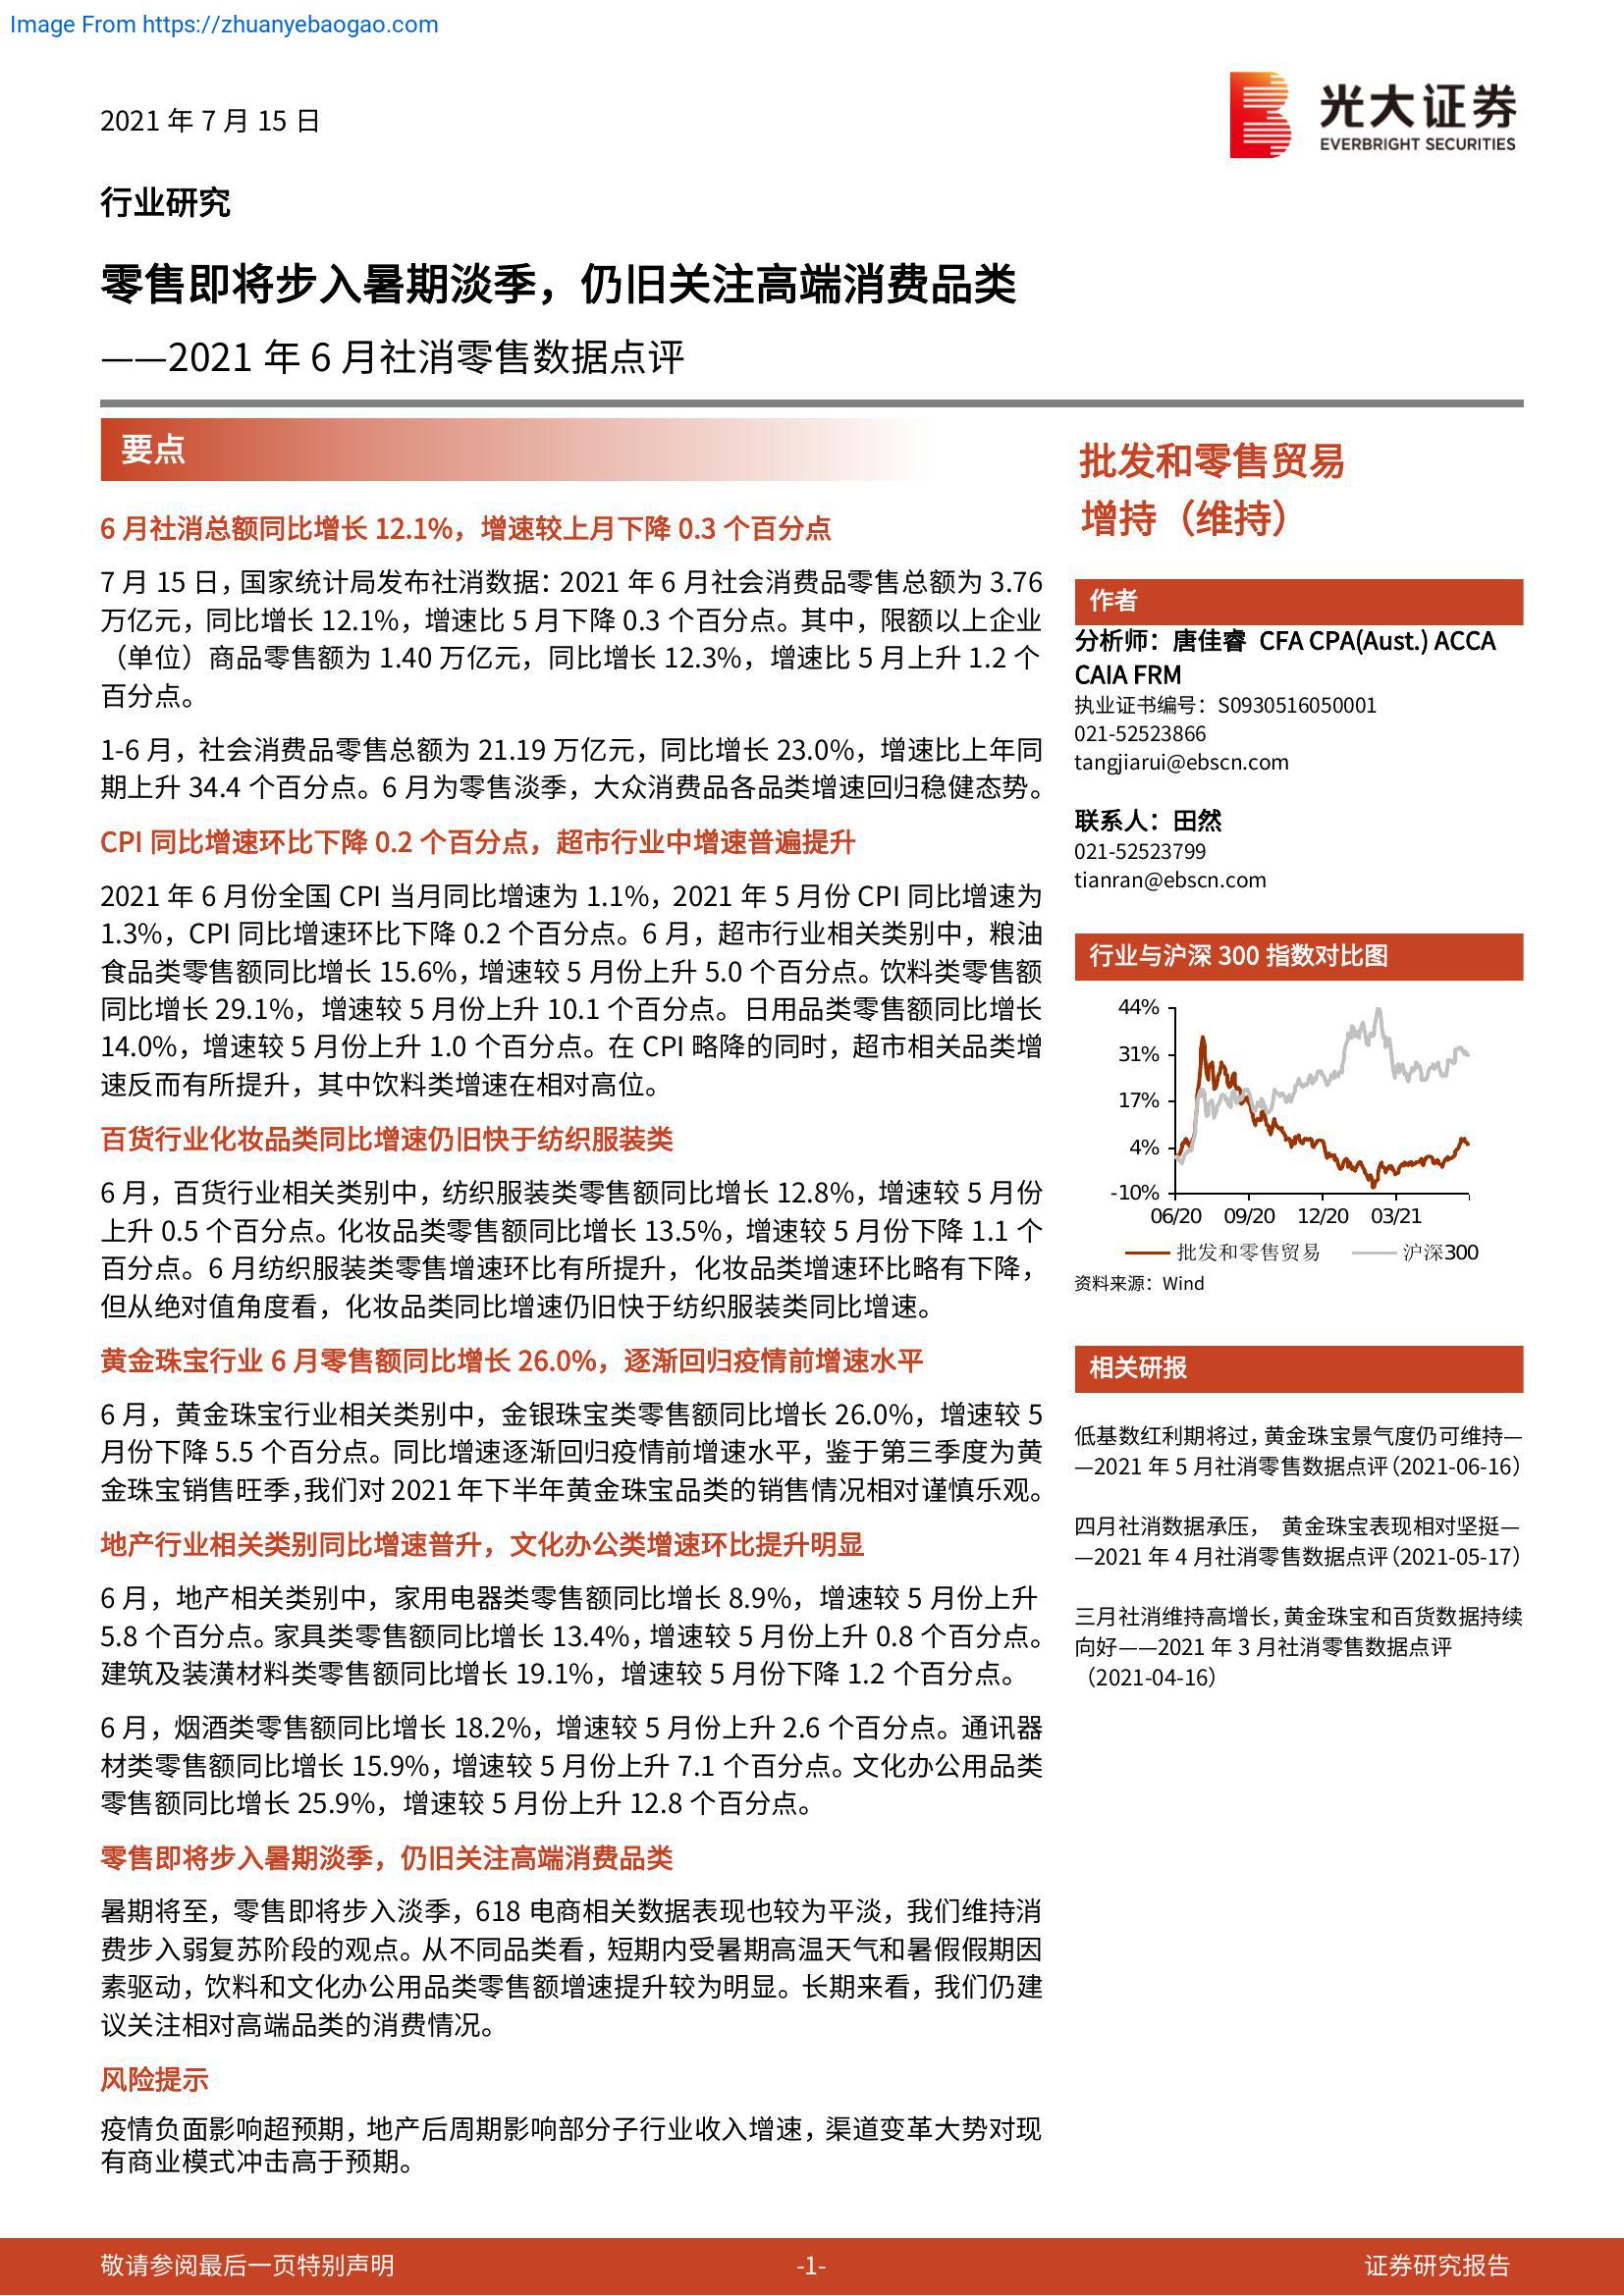 Image From https://zhuanyebaogao.com
2021 年 7 月 15 日
光大证券
EVERBRIGHT SECURITIES
行业研究
零售即将步入暑期淡季，仍旧关注高端消费品类
——2021 年 6 月社消零售数据点评
要点
6 月社消总额同比增长 12.1%，增速较上月下降 0.3 个百分点
7 月 15 日，国家统计局发布社消数据：2021 年 6 月社会消费品零售总额为 3.76
万亿元，同比增长 12.1%，增速比 5 月下降 0.3 个百分点。其中，限额以上企业
（单位）商品零售额为 1.40 万亿元，同比增长 12.3%，增速比 5 月上升 1.2 个
百分点。
1-6 月，社会消费品零售总额为 21.19 万亿元，同比增长 23.0%，增速比上年同
期上升 34.4 个百分点。6 月为零售淡季，大众消费品各品类增速回归稳健态势。
CPI 同比增速环比下降 0.2 个百分点，超市行业中增速普遍提升
2021 年 6 月份全国 CPI 当月同比增速为 1.1%，2021 年 5 月份 CPI 同比增速为
1.3%，CPI 同比增速环比下降 0.2 个百分点。6 月，超市行业相关类别中，粮油
食品类零售额同比增长 15.6%，增速较 5 月份上升 5.0 个百分点。饮料类零售额
同比增长 29.1%，增速较 5 月份上升 10.1 个百分点。日用品类零售额同比增长
14.0%，增速较 5 月份上升 1.0 个百分点。在 CPI 略降的同时，超市相关品类增
速反而有所提升，其中饮料类增速在相对高位。
百货行业化妆品类同比增速仍旧快于纺织服装类
6 月，百货行业相关类别中，纺织服装类零售额同比增长 12.8%，增速较 5 月份
上升 0.5 个百分点。化妆品类零售额同比增长 13.5%，增速较 5 月份下降 1.1 个
百分点。6 月纺织服装类零售增速环比有所提升，化妆品类增速环比略有下降，
但从绝对值角度看，化妆品类同比增速仍旧快于纺织服装类同比增速。
黄金珠宝行业 6 月零售额同比增长 26.0%，逐渐回归疫情前增速水平
6 月，黄金珠宝行业相关类别中，金银珠宝类零售额同比增长 26.0%，增速较 5
月份下降 5.5 个百分点。同比增速逐渐回归疫情前增速水平，鉴于第三季度为黄
金珠宝销售旺季，我们对 2021 年下半年黄金珠宝品类的销售情况相对谨慎乐观。
地产行业相关类别同比增速普升，文化办公类增速环比提升明显
6 月，地产相关类别中，家用电器类零售额同比增长 8.9%，增速较 5 月份上升
5.8 个百分点。家具类零售额同比增长 13.4%，增速较 5 月份上升 0.8 个百分点。
建筑及装潢材料类零售额同比增长 19.1%，增速较 5 月份下降 1.2 个百分点。
6 月，烟酒类零售额同比增长 18.2%，增速较 5 月份上升 2.6 个百分点。通讯器
材类零售额同比增长 15.9%，增速较 5 月份上升 7.1 个百分点。文化办公用品类
零售额同比增长 25.9%，增速较 5 月份上升 12.8 个百分点。
零售即将步入暑期淡季，仍旧关注高端消费品类
暑期将至，零售即将步入淡季，618 电商相关数据表现也较为平淡，我们维持消
费步入弱复苏阶段的观点。从不同品类看，短期内受暑期高温天气和暑假假期因
素驱动，饮料和文化办公用品类零售额增速提升较为明显。长期来看，我们仍建
议关注相对高端品类的消费情况。
风险提示
疫情负面影响超预期，地产后周期影响部分子行业收入增速，渠道变革大势对现
有商业模式冲击高于预期。
批发和零售贸易
增持（维持）
作者
分析师：唐佳睿 CFA CPA(Aust.) ACCA
CAIA FRM
执业证书编号：S0930516050001
021-52523866
tangjiarui@ebscn.com
联系人：田然
021-52523799
tianran@ebscn.com
行业与沪深 300 指数对比图
44%
31%
17%
4%
-10%
06/20 09/20 12/20 03/21
批发和零售贸易 沪深300
资料来源：Wind
相关研报
低基数红利期将过，黄金珠宝景气度仍可维持—
—2021 年 5 月社消零售数据点评（2021-06-16）
四月社消数据承压， 黄金珠宝表现相对坚挺—
—2021 年 4 月社消零售数据点评（2021-05-17）
三月社消维持高增长，黄金珠宝和百货数据持续
向好——2021 年 3 月社消零售数据点评
（2021-04-16）
敬请参阅最后一页特别声明 -1- 证券研究报告